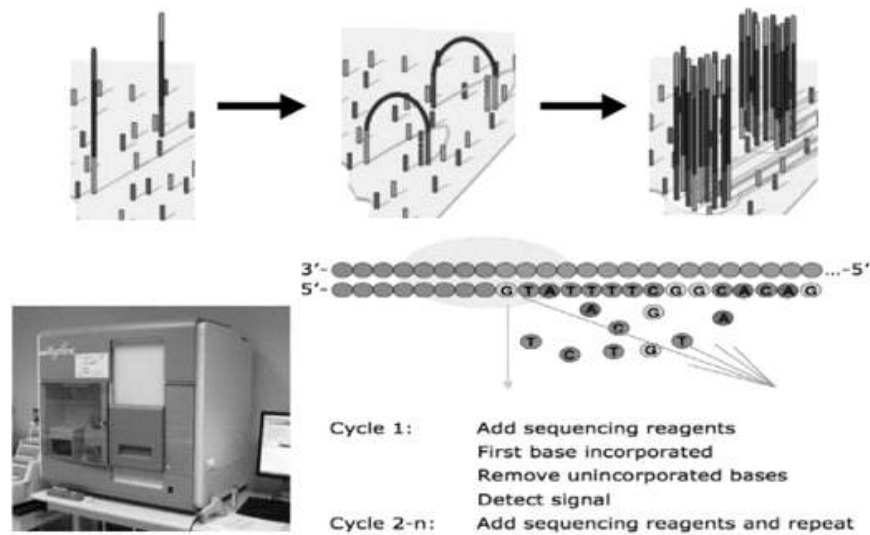 3'- ...-5'
5'- G T A T T T T C G G C A C A G
A G A
C
T C T G T
Cycle 1: Add sequencing reagents
First base incorporated
Remove unincorporated bases
Detect signal
Cycle 2-n: Add sequencing reagents and repeat